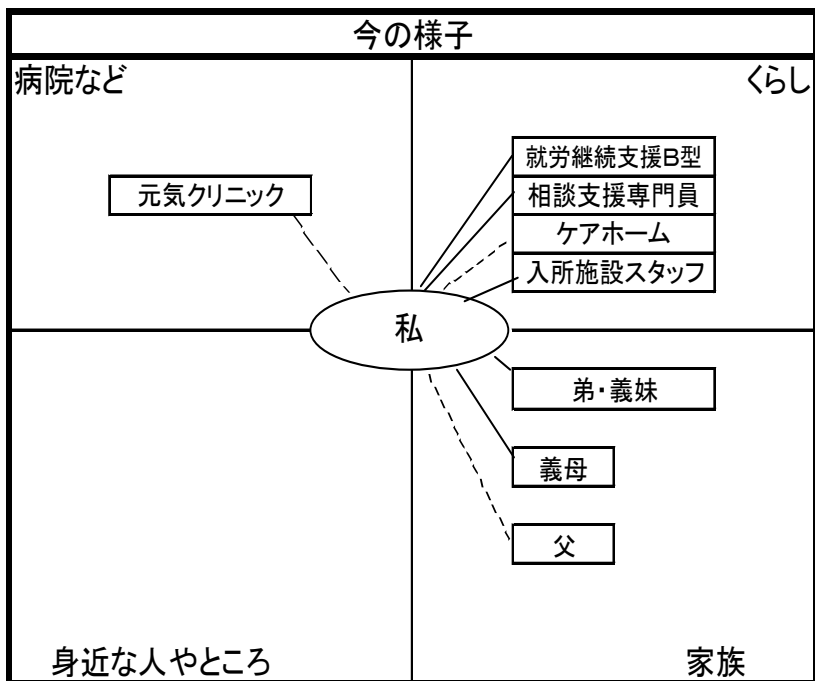 今の様子
病院など
くらし
就労継続支援B型
元気クリニック
相談支援専門員
ケアホーム
入所施設スタッフ
私
弟・義妹
義母
父
身近な人やところ
家族